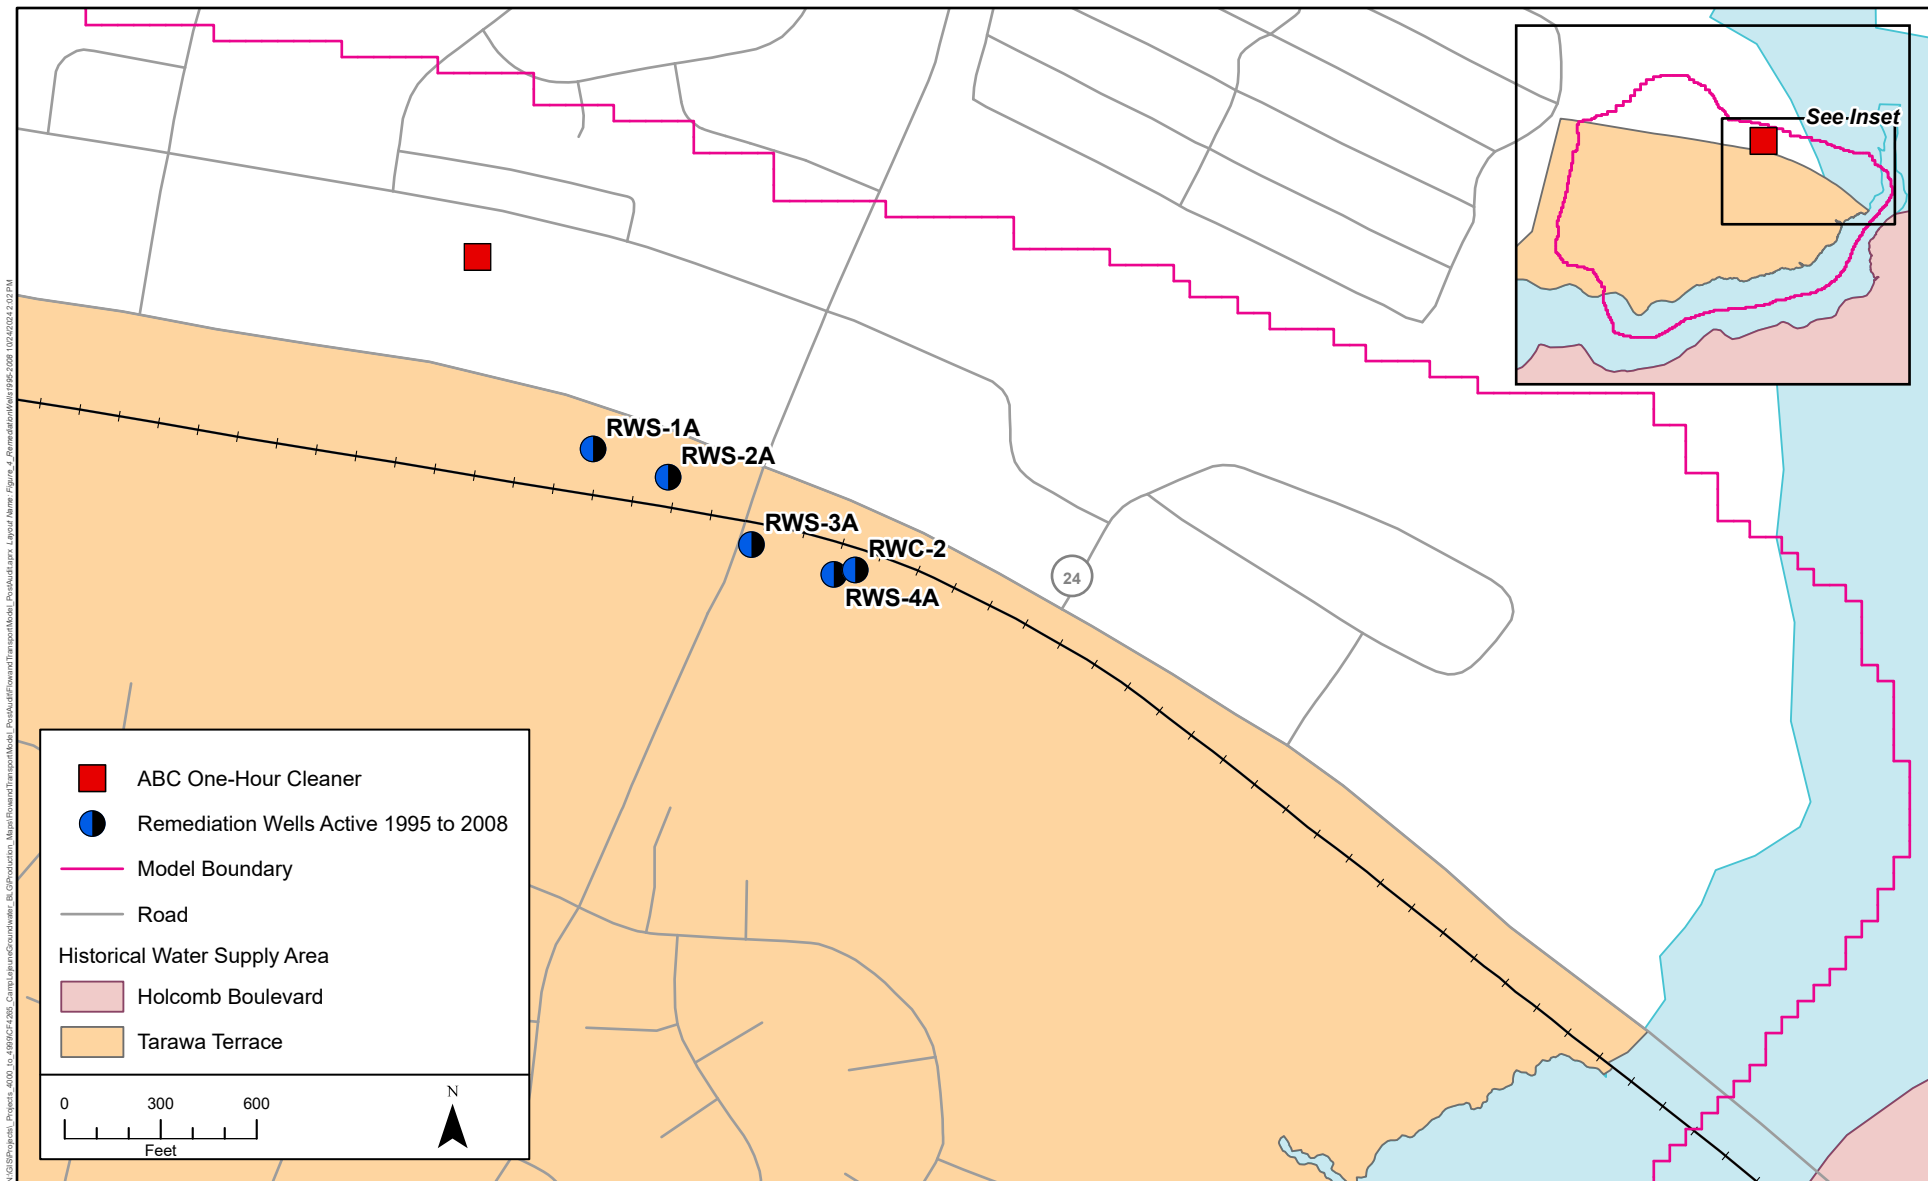 See Inset
RWS-1A
RWS-2A
RWS-3A
RWC-2
RWS-4A
24
ABC One-Hour Cleaner
Remediation Wells Active 1995 to 2008
Model Boundary
Road
Historical Water Supply Area
Holcomb Boulevard
Tarawa Terrace
0 300 600
Feet
N